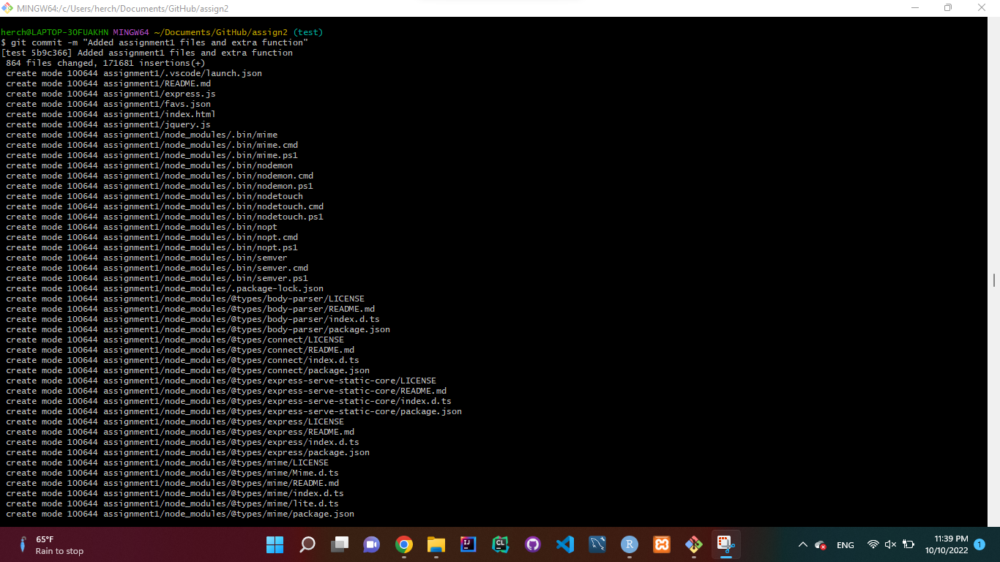 MINGW64:/c/Users/herch/Documents/GitHub/assign2
herch@LAPTOP-3OFUAKHN MINGW64 ~/Documents/GitHub/assign2 (test)
$ git commit -m "Added assignment1 files and extra function"
[test 5b9c366] Added assignment1 files and extra function
864 files changed, 171681 insertions(+)
create mode 100644 assignment1/.vscode/launch.json
create mode 100644 assignment1/README.md
create mode 100644 assignment1/express.js
create mode 100644 assignment1/favs.json
create mode 100644 assignment1/index.html
create mode 100644 assignment1/jquery.js
create mode 100644 assignment1/node_modules/.bin/mime
create mode 100644 assignment1/node_modules/.bin/mime.cmd
create mode 100644 assignment1/node_modules/.bin/mime.ps1
create mode 100644 assignment1/node_modules/.bin/nodemon
create mode 100644 assignment1/node_modules/.bin/nodemon.cmd
create mode 100644 assignment1/node_modules/.bin/nodemon.ps1
create mode 100644 assignment1/node_modules/.bin/nodetouch
create mode 100644 assignment1/node_modules/.bin/nodetouch.cmd
create mode 100644 assignment1/node_modules/.bin/nodetouch.ps1
create mode 100644 assignment1/node_modules/.bin/nopt
create mode 100644 assignment1/node_modules/.bin/nopt.cmd
create mode 100644 assignment1/node_modules/.bin/nopt.ps1
create mode 100644 assignment1/node_modules/.bin/semver
create mode 100644 assignment1/node_modules/.bin/semver.cmd
create mode 100644 assignment1/node_modules/.bin/semver.ps1
create mode 100644 assignment1/node_modules/.package-lock.json
create mode 100644 assignment1/node_modules/@types/body-parser/LICENSE
create mode 100644 assignment1/node_modules/@types/body-parser/README.md
create mode 100644 assignment1/node_modules/@types/body-parser/index.d.ts
create mode 100644 assignment1/node_modules/@types/body-parser/package.json
create mode 100644 assignment1/node_modules/@types/connect/LICENSE
create mode 100644 assignment1/node_modules/@types/connect/README.md
create mode 100644 assignment1/node_modules/@types/connect/index.d.ts
create mode 100644 assignment1/node_modules/@types/connect/package.json
create mode 100644 assignment1/node_modules/@types/express-serve-static-core/LICENSE
create mode 100644 assignment1/node_modules/@types/express-serve-static-core/README.md
create mode 100644 assignment1/node_modules/@types/express-serve-static-core/index.d.ts
create mode 100644 assignment1/node_modules/@types/express-serve-static-core/package.json
create mode 100644 assignment1/node_modules/@types/express/LICENSE
create mode 100644 assignment1/node_modules/@types/express/README.md
create mode 100644 assignment1/node_modules/@types/express/index.d.ts
create mode 100644 assignment1/node_modules/@types/express/package.json
create mode 100644 assignment1/node_modules/@types/mime/LICENSE
create mode 100644 assignment1/node_modules/@types/mime/Mime.d.ts
create mode 100644 assignment1/node_modules/@types/mime/README.md
create mode 100644 assignment1/node_modules/@types/mime/index.d.ts
create mode 100644 assignment1/node_modules/@types/mime/lite.d.ts
create mode 100644 assignment1/node_modules/@types/mime/package.json
65°F
Rain to stop
IJ
CL
R
ENG
11:39 PM
10/10/2022
1